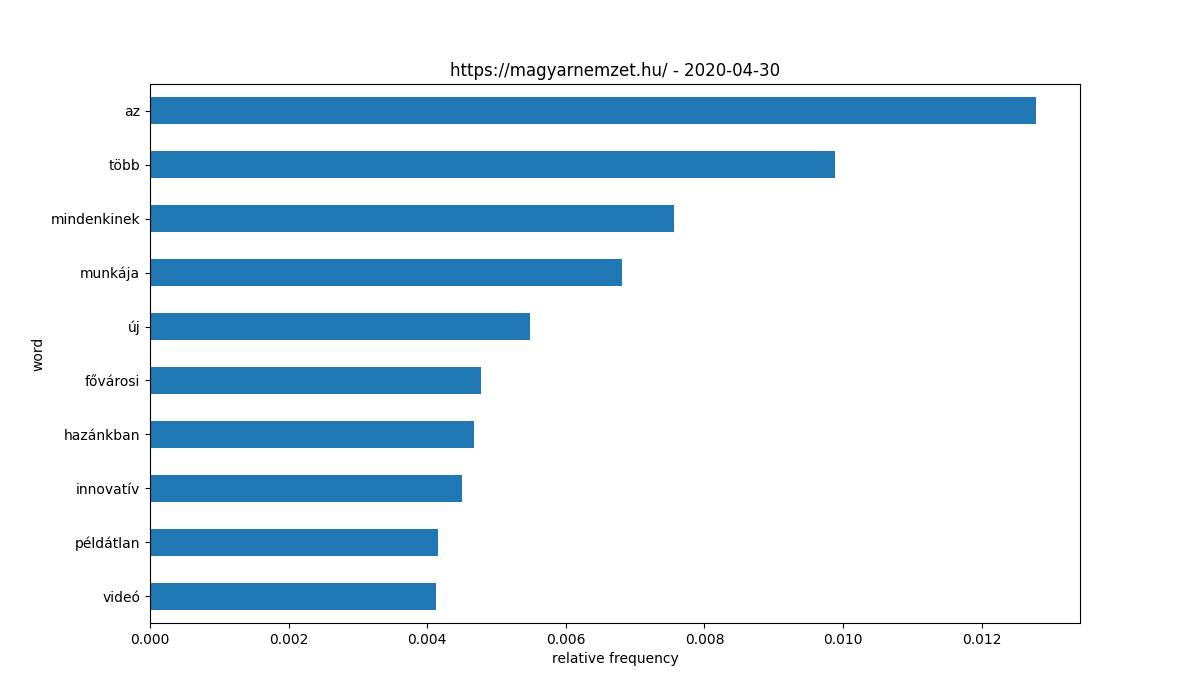 https://magyarnemzet.hu/ - 2020-04-30
az
több
mindenkinek
munkája
új
fővárosi
hazánkban
innovatív
példátlan
videó
word
0.000 0.002 0.004 0.006 0.008 0.010 0.012
relative frequency